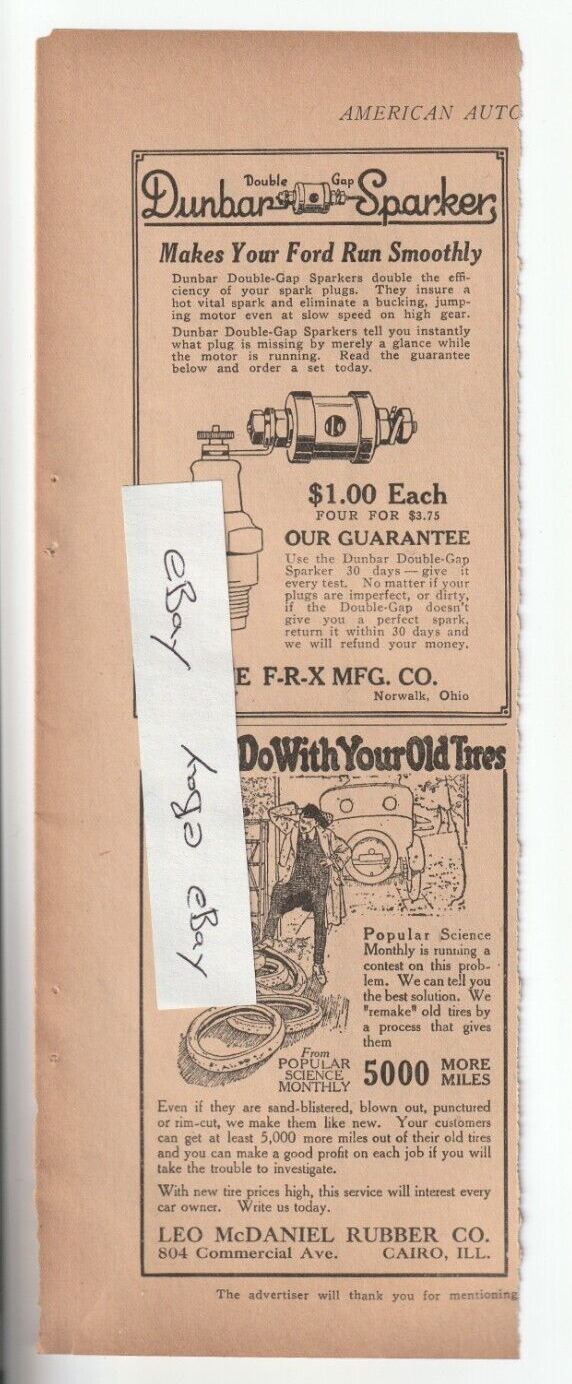 AMERICAN AUTO
Dunbar Double Gap Sparker
Makes Your Ford Run Smoothly
Dunbar Double-Gap Sparkers double the effi-
ciency of your spark plugs. They insure a
hot vital spark and eliminate a bucking, jump-
ing motor even at slow speed on high gear.
Dunbar Double-Gap Sparkers tell you instantly
what plug is missing by merely a glance while
the motor is running. Read the guarantee
below and order a set today.
$1.00 Each
FOUR FOR $3.75
OUR GUARANTEE
Use the Dunbar Double-Gap
Sparker 30 days — give it
every test. No matter if your
plugs are imperfect, or dirty,
if the Double-Gap doesn't
give you a perfect spark,
return it within 30 days and
we will refund your money.
E F-R-X MFG. CO.
Norwalk, Ohio
eBay eBay
Do With Your Old Tires
Popular Science
Monthly is running a
contest on this prob-
lem. We can tell you
the best solution. We
"remake" old tires by
a process that gives
them
5000 MORE MILES
From
POPULAR
SCIENCE
MONTHLY
Even if they are sand-blistered, blown out, punctured
or rim-cut, we make them like new. Your customers
can get at least 5,000 more miles out of their old tires
and you can make a good profit on each job if you will
take the trouble to investigate.
With new tire prices high, this service will interest every
car owner. Write us today.
LEO McDANIEL RUBBER CO.
804 Commercial Ave. CAIRO, ILL.
The advertiser will thank you for mentioning